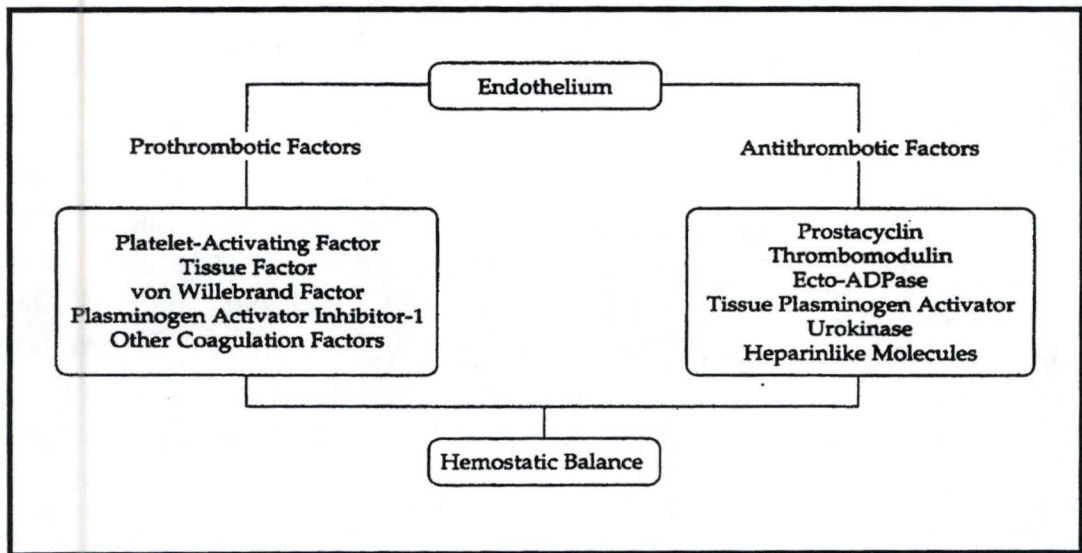 Endothelium
Prothrombotic Factors
Antithrombotic Factors
Platelet-Activating Factor
Tissue Factor
von Willebrand Factor
Plasminogen Activator Inhibitor-1
Other Coagulation Factors
Prostacyclin
Thrombomodulin
Ecto-ADPase
Tissue Plasminogen Activator
Urokinase
Heparinlike Molecules
Hemostatic Balance